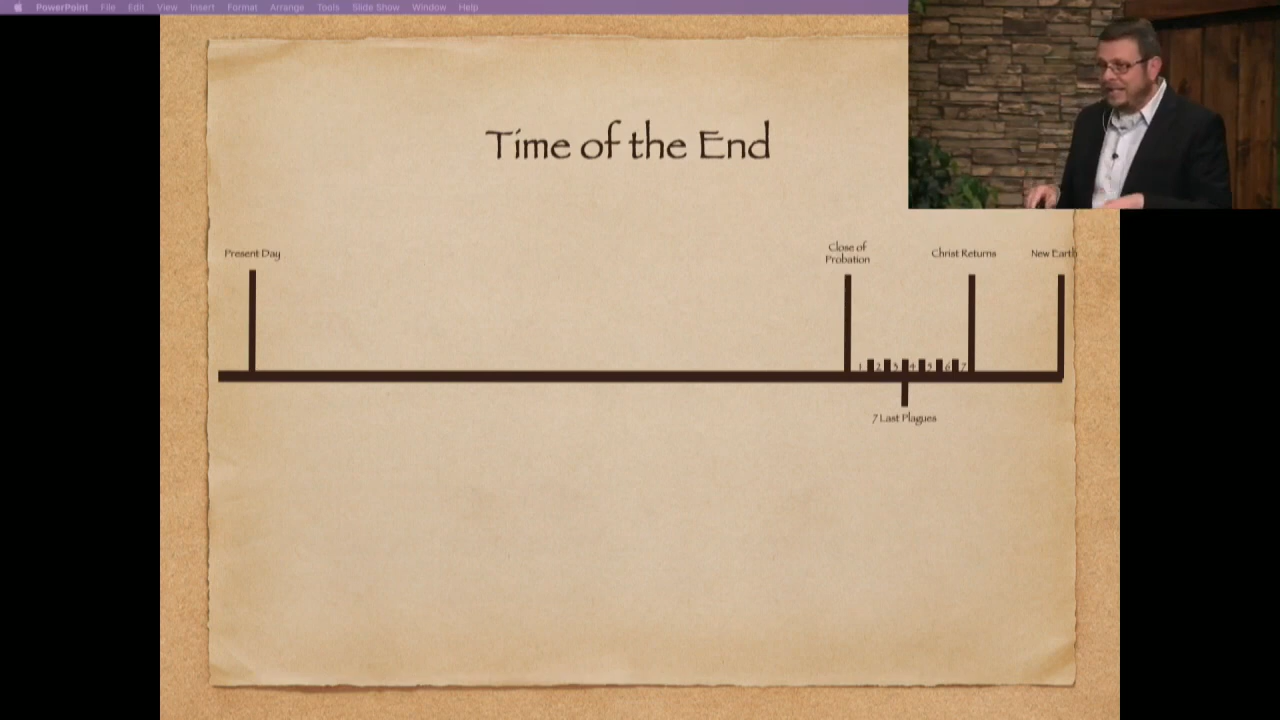 PowerPoint File Edit View Insert Format Arrange Tools Slide Show Window Help
Time of the End
Present Day
Close of
Probation
Christ Returns
New Earth
1 2 3 4 5 6 7
7 Last Plagues